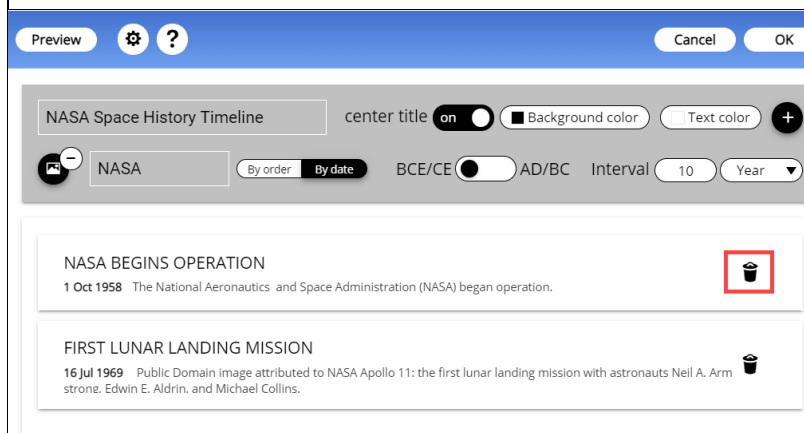 Preview ? Cancel OK
NASA Space History Timeline center title on Background color Text color +
NASA By order By date BCE/CE AD/BC Interval 10 Year
NASA BEGINS OPERATION
1 Oct 1958 The National Aeronautics and Space Administration (NASA) began operation.
FIRST LUNAR LANDING MISSION
16 Jul 1969 Public Domain image attributed to NASA Apollo 11: the first lunar landing mission with astronauts Neil A. Arm
strong, Edwin E. Aldrin, and Michael Collins.